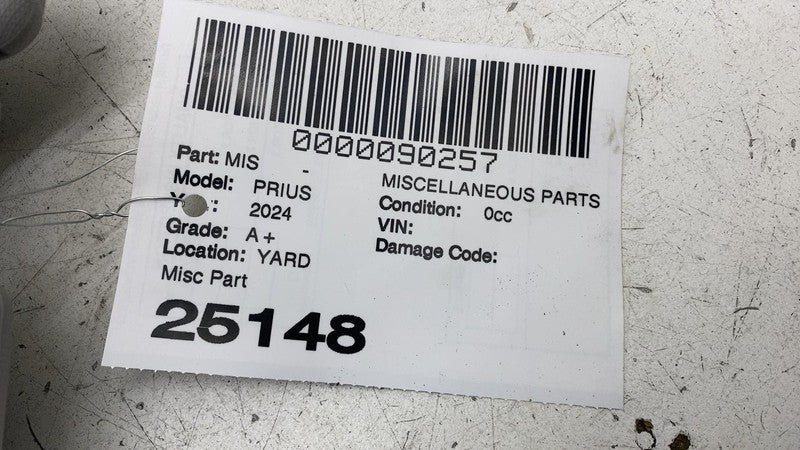 0000090257
Part: MIS -
MISCELLANEOUS PARTS
Model: PRIUS
Condition: 0cc
2024
VIN:
Grade: A+
Damage Code:
Location: YARD
Misc Part
25148